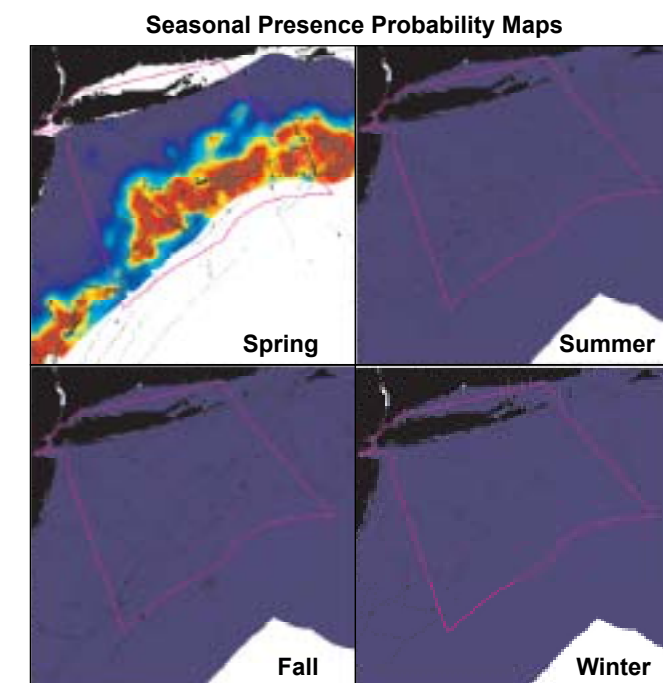 Seasonal Presence Probability Maps
Spring
Summer
Fall
Winter